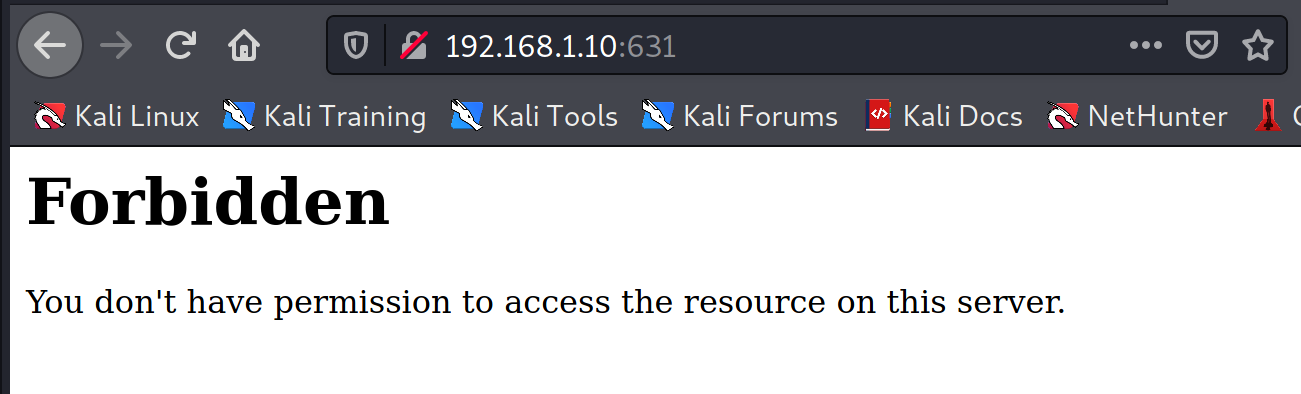 192.168.1.10:631
Kali Linux Kali Training Kali Tools Kali Forums Kali Docs NetHunter
Forbidden
You don't have permission to access the resource on this server.